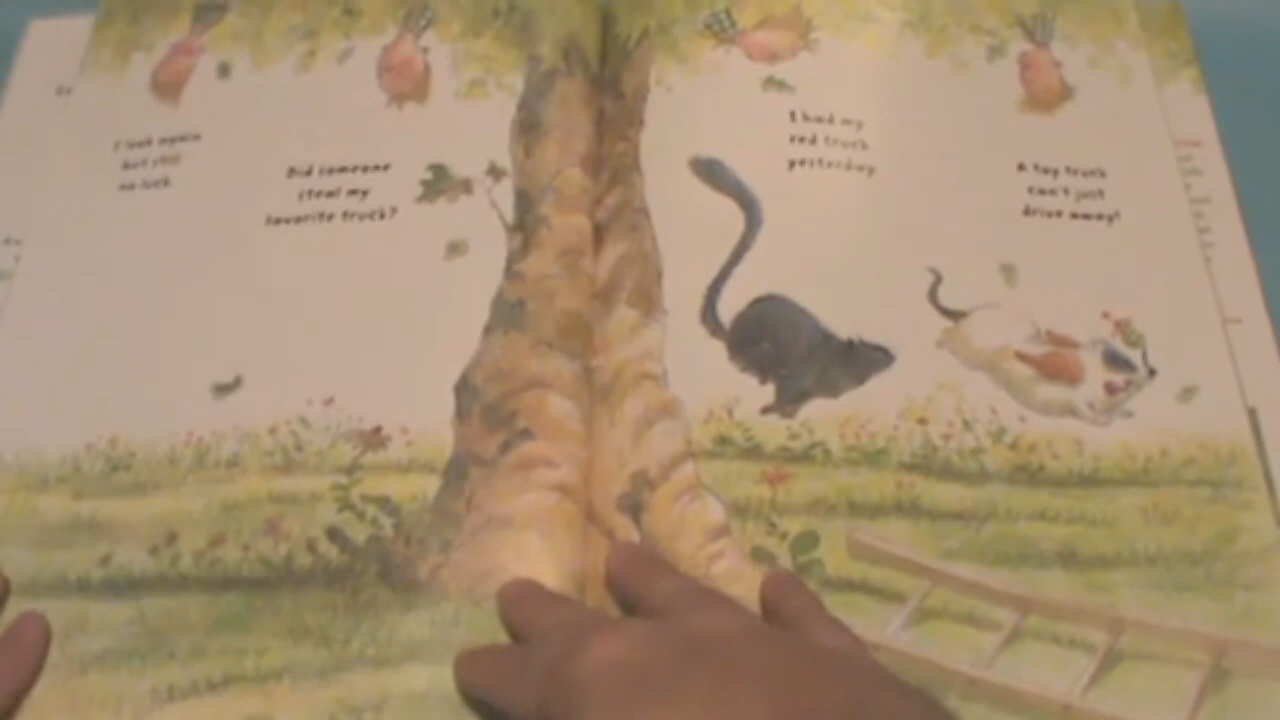 I look again
but still
no luck.
Did someone
steal my
favorite truck?
I had my
red truck
yesterday.
A toy truck
can't just
drive away!